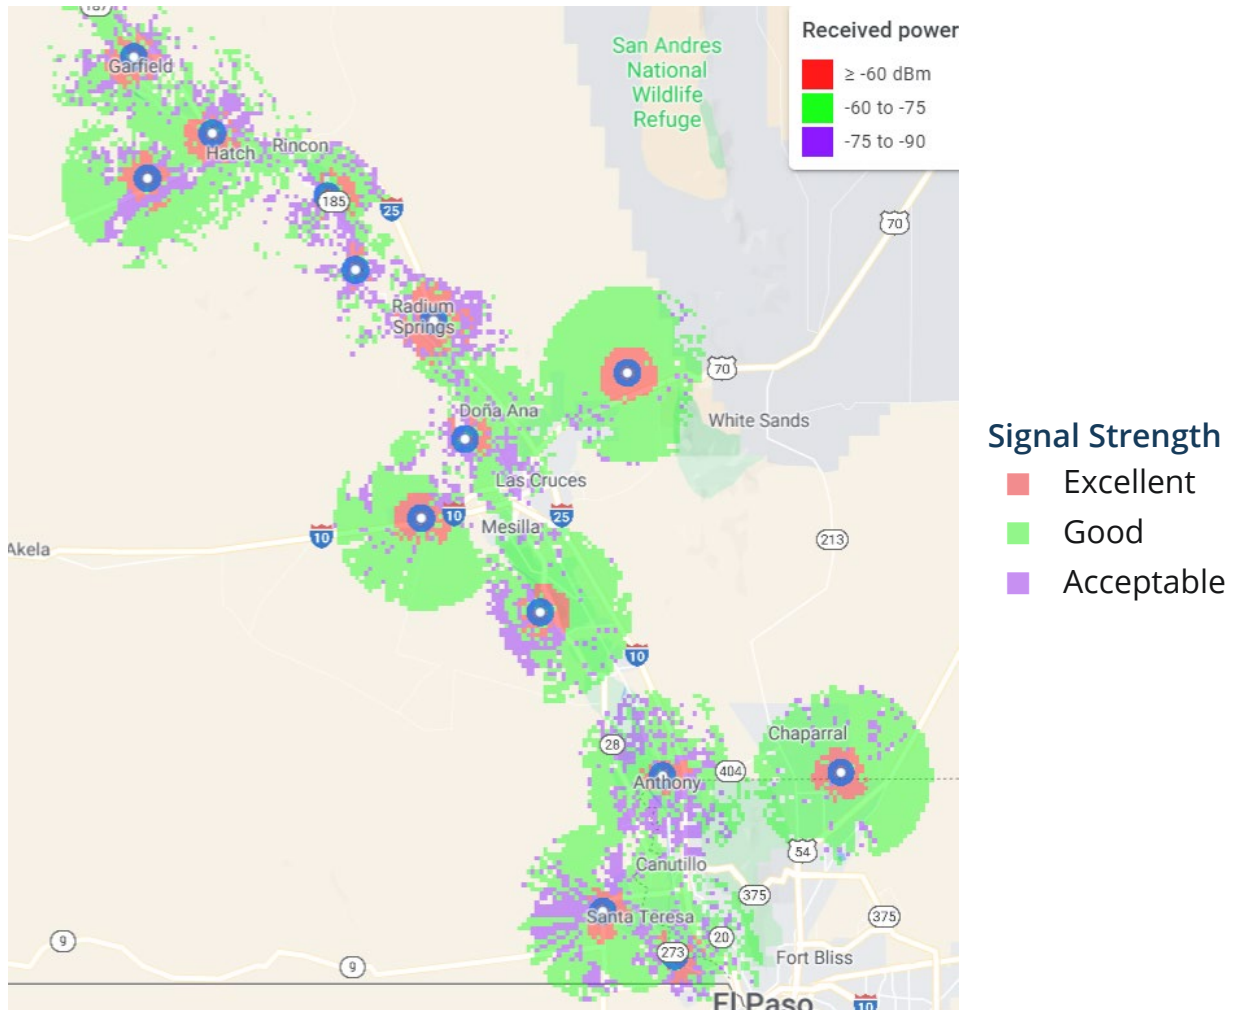 187
Garfield
Hatch
Rincon
185
25
San Andres
National
Wildlife
Refuge
Received power
≥ -60 dBm
-60 to -75
-75 to -90
70
Radium
Springs
70
Doña Ana
White Sands
Las Cruces
10
25
10
Mesilla
Akela
213
10
Signal Strength
Excellent
Good
Acceptable
28
Chaparral
404
Anthony
54
Canutillo
375
Santa Teresa
375
20
273
9
9
Fort Bliss
El Paso
10